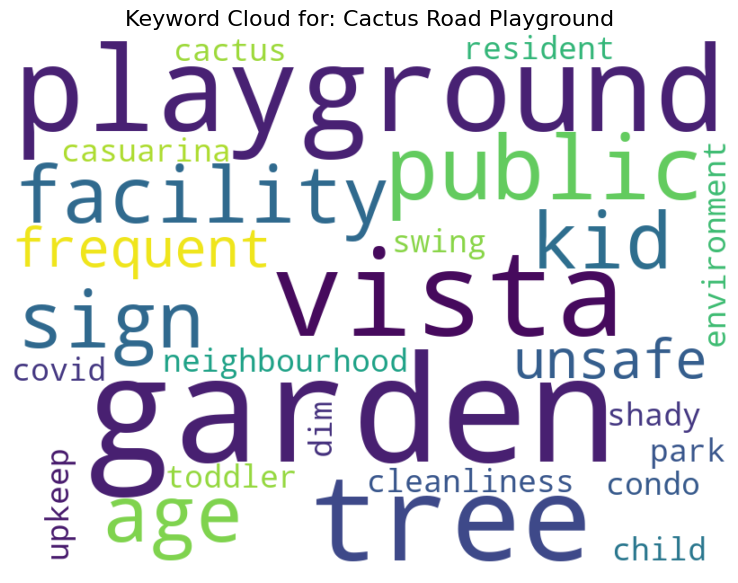 Keyword Cloud for: Cactus Road Playground
cactus
resident
playground
casuarina
public
facility
environment
frequent
swing
kid
vista
sign
covid
neighbourhood
unsafe
garden
dim
shady
park
upkeep
toddler
cleanliness
condo
age
tree
child